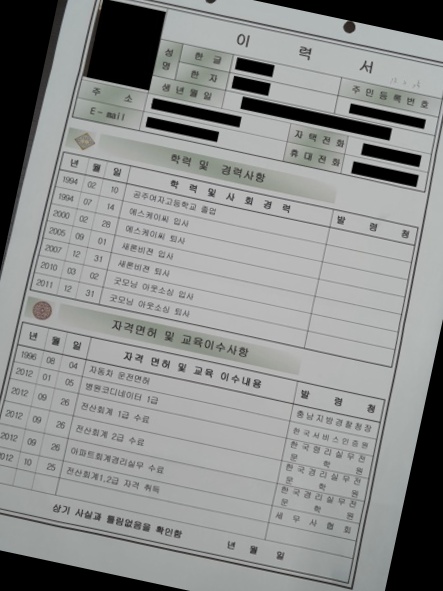 이 력 서
성명 한 글 주 민 등 록 번 호
한 자
생 년 월 일
주 소 자 택 전 화
E-mail 휴 대 전 화
학력 및 경력사항
년 월 일 학 력 및 사 회 경 력 발 령 청
1994 02 10 공주여자고등학교 졸업
1994 07 14 에스케이씨 입사
2000 02 28 에스케이씨 퇴사
2005 09 01 새론비젼 입사
2007 12 31 새론비젼 퇴사
2010 03 02 굿모닝 아웃소싱 입사
2011 12 31 굿모닝 아웃소싱 퇴사
자격면허 및 교육이수사항
년 월 일 자격 면허 및 교육 이수내용 발 령 청
1996 08 04 자동차 운전면허 충남지방경찰청장
2012 01 05 병원코디네이터 1급 한국서비스인증원
2012 09 26 전산회계 1급 수료 한국경리실무전문학원
2012 09 26 전산회계 2급 수료 한국경리실무전문학원
2012 09 26 아파트회계경리실무 수료 한국경리실무전문학원
2012 10 25 전산회계1,2급 자격 취득 세 무 사 협 회
상기 사실과 틀림없음을 확인함
년 월 일